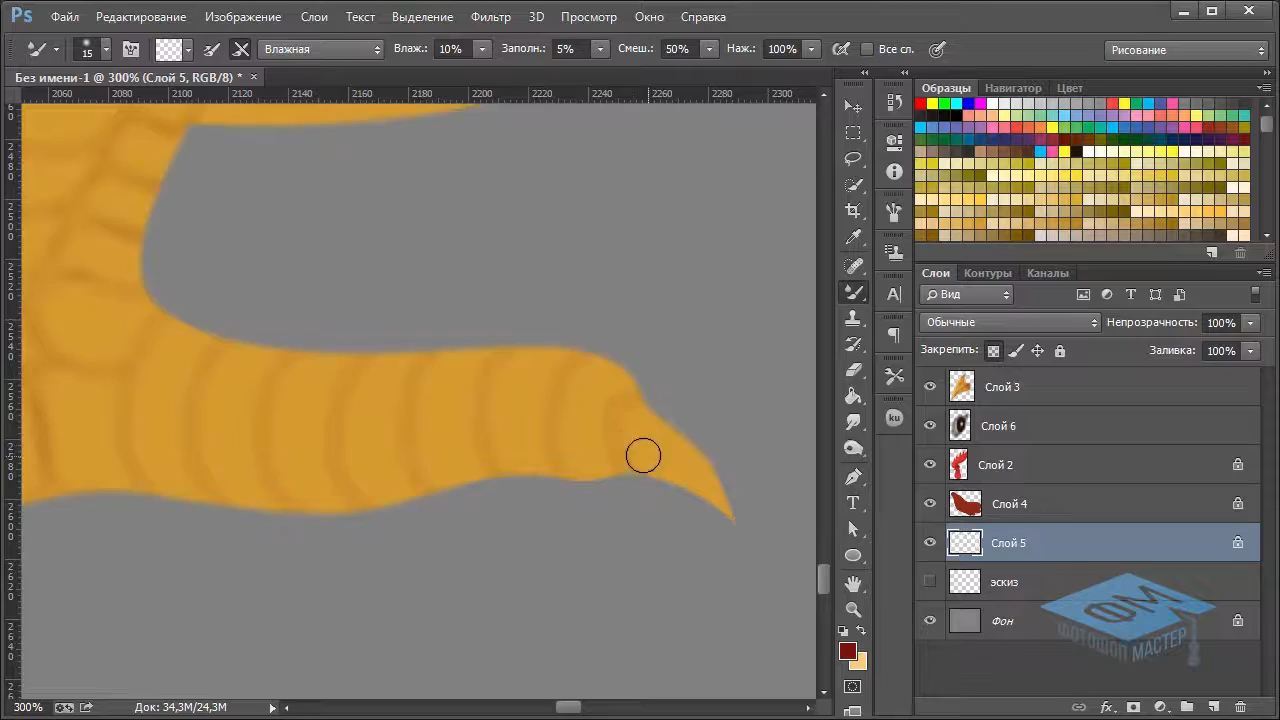 Ps Файл Редактирование Изображение Слои Текст Выделение Фильтр 3D Просмотр Окно Справка
15 Влажная Влаж.: 10% Заполн.: 5% Смеш.: 50% Наж.: 100% Все сл. Рисование
Без имени-1 @ 300% (Слой 5, RGB/8) * ×
2060 2080 2100 2120 2140 2160 2180 2200 2220 2240 2260 2280 2300
Образцы Навигатор Цвет
Слои Контуры Каналы
Вид
Обычные Непрозрачность: 100%
Закрепить: Заливка: 100%
Слой 3
Слой 6
Слой 2
Слой 4
Слой 5
эскиз
Фон
ФМ
ФОТОШОП МАСТЕР
ku
300% Док: 34,3M/24,3M
fx